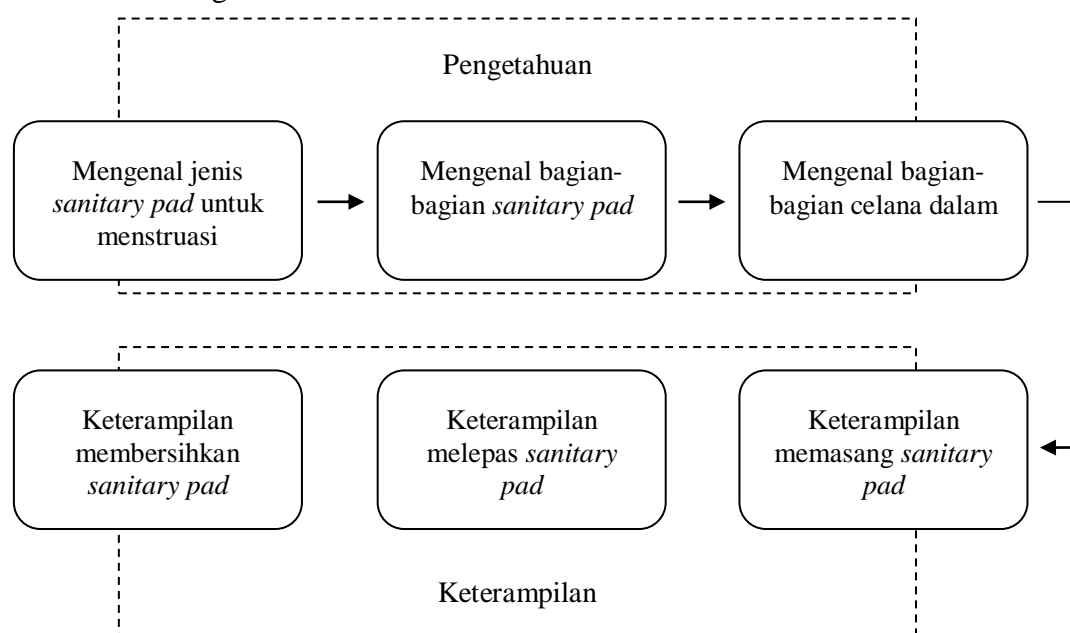 Pengetahuan
Mengenal jenis
sanitary pad untuk
menstruasi
Mengenal bagian-
bagian sanitary pad
Mengenal bagian-
bagian celana dalam
Keterampilan
membersihkan
sanitary pad
Keterampilan
melepas sanitary
pad
Keterampilan
memasang sanitary
pad
Keterampilan